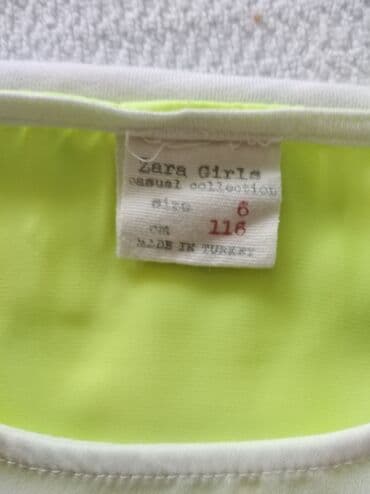 Zara Girls
casual collection
size 6
cm 116
MADE IN TURKEY